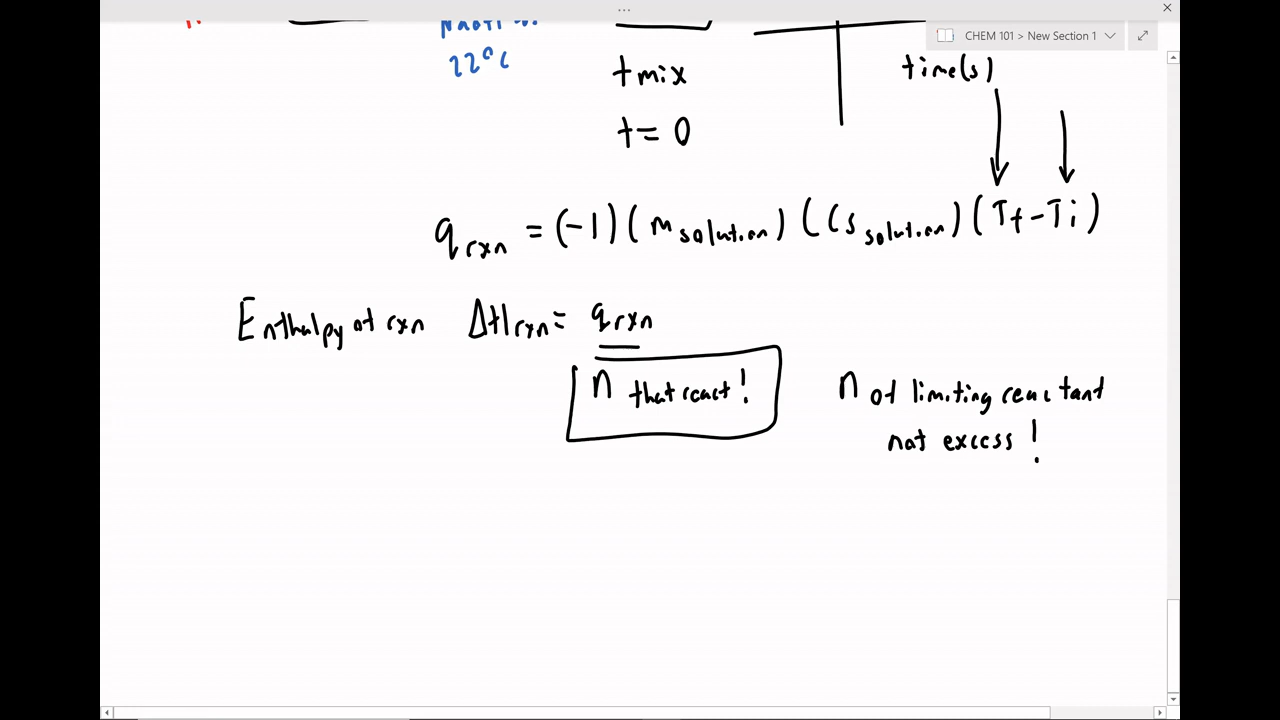 CHEM 101 > New Section 1
22°C
t mix
time(s)
t = 0
q rxn = (-1)(m solution)(Cs solution)(Tf - Ti)
Enthalpy of rxn ΔHrxn = qrxn
n that react!
n of limiting reactant
not excess!